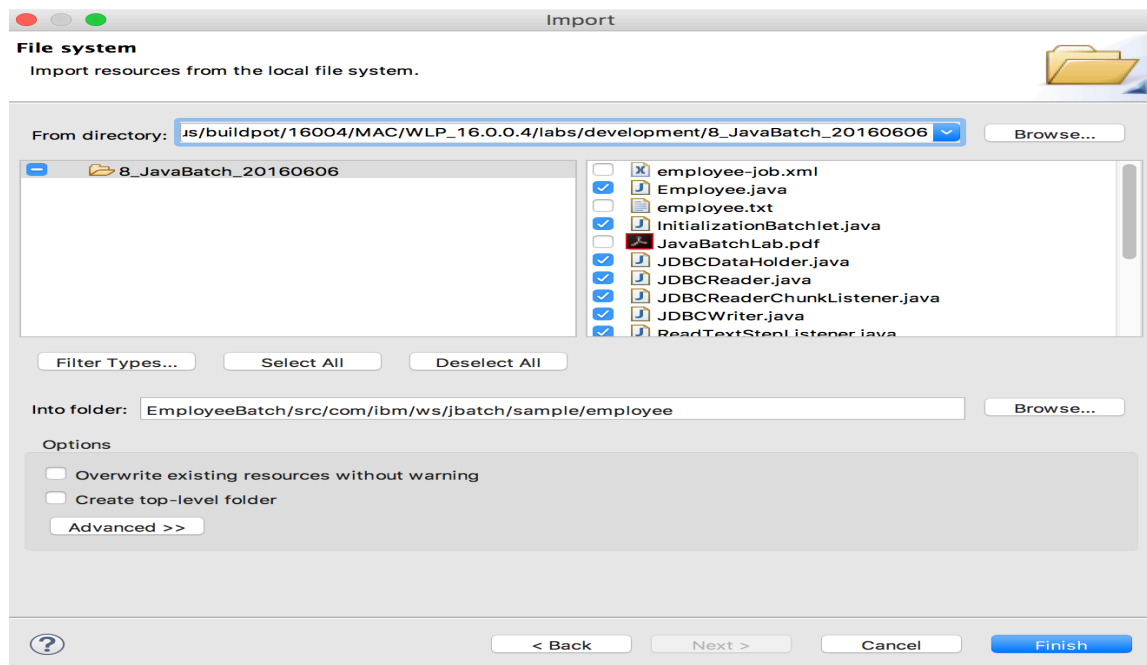 Import
File system
Import resources from the local file system.
From directory: us/buildpot/16004/MAC/WLP_16.0.0.4/labs/development/8_JavaBatch_20160606 Browse...
8_JavaBatch_20160606
employee-job.xml
Employee.java
employee.txt
InitializationBatchlet.java
JavaBatchLab.pdf
JDBCDataHolder.java
JDBCReader.java
JDBCReaderChunkListener.java
JDBCWriter.java
ReadTextStepListener.java
Filter Types... Select All Deselect All
Into folder: EmployeeBatch/src/com/ibm/ws/jbatch/sample/employee Browse...
Options
Overwrite existing resources without warning
Create top-level folder
Advanced >>
? < Back Next > Cancel Finish